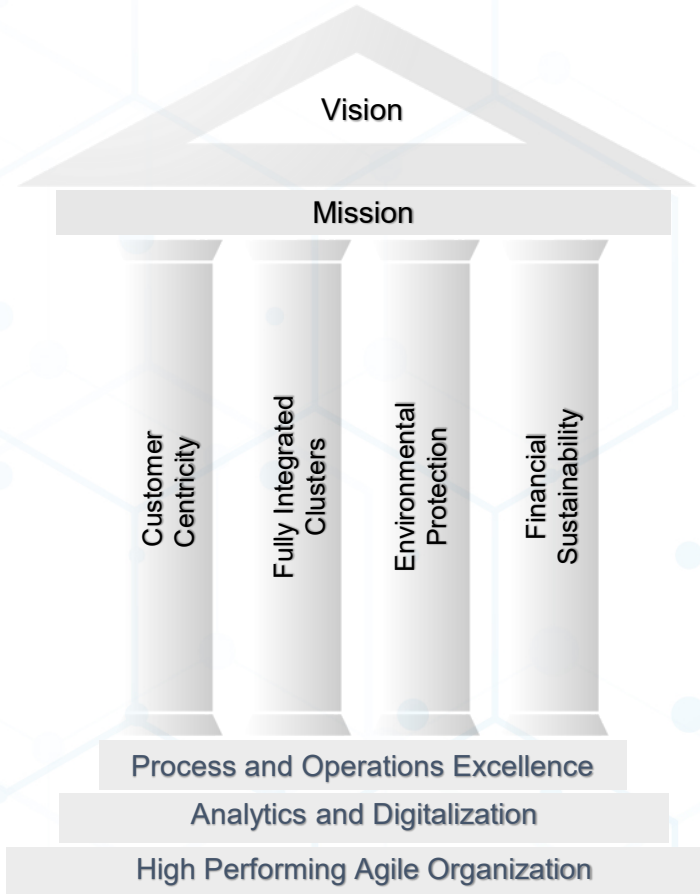 Vision
Mission
Customer
Centricity
Fully Integrated
Clusters
Environmental
Protection
Financial
Sustainability
Process and Operations Excellence
Analytics and Digitalization
High Performing Agile Organization